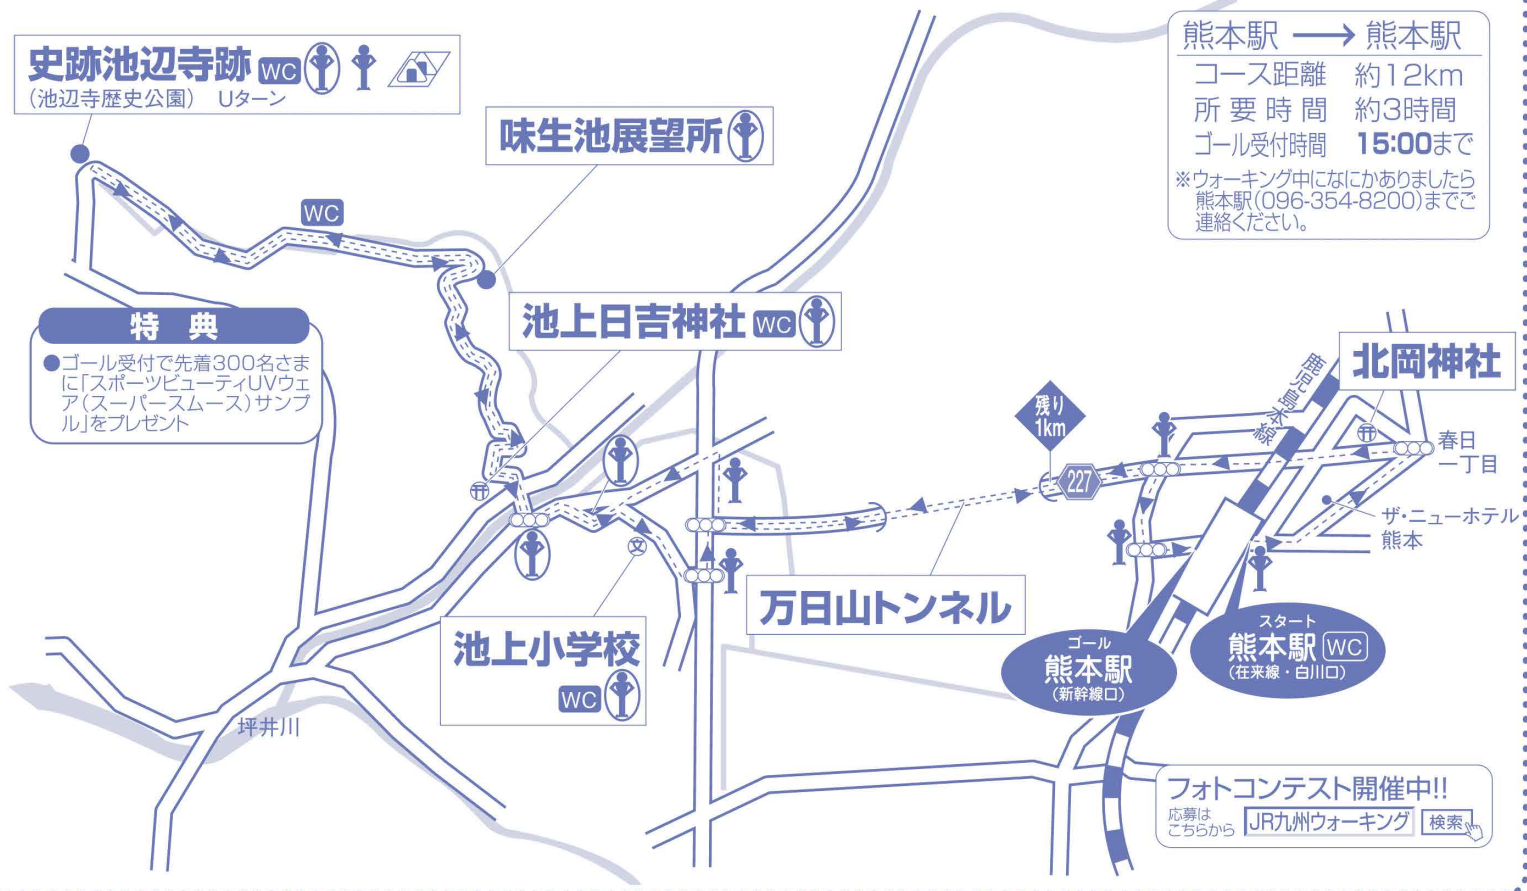 史跡池辺寺跡 WC
(池辺寺歴史公園) Uターン
味生池展望所
熊本駅 → 熊本駅
コース距離 約12km
所要時間 約3時間
ゴール受付時間 15:00まで
※ウォーキング中になにかありましたら
熊本駅(096-354-8200)までご
連絡ください。
WC
池上日吉神社 WC
特典
●ゴール受付で先着300名さま
に「スポーツビューティUVウェ
ア(スーパースムース)サンプ
ル」をプレゼント
北岡神社
鹿児島本線
残り
1km
春日
一丁目
227
文
ザ・ニューホテル
熊本
万日山トンネル
池上小学校
WC
ゴール
熊本駅
(新幹線口)
スタート
熊本駅 WC
(在来線・白川口)
坪井川
フォトコンテスト開催中!!
応募は
こちらから
JR九州ウォーキング 検索